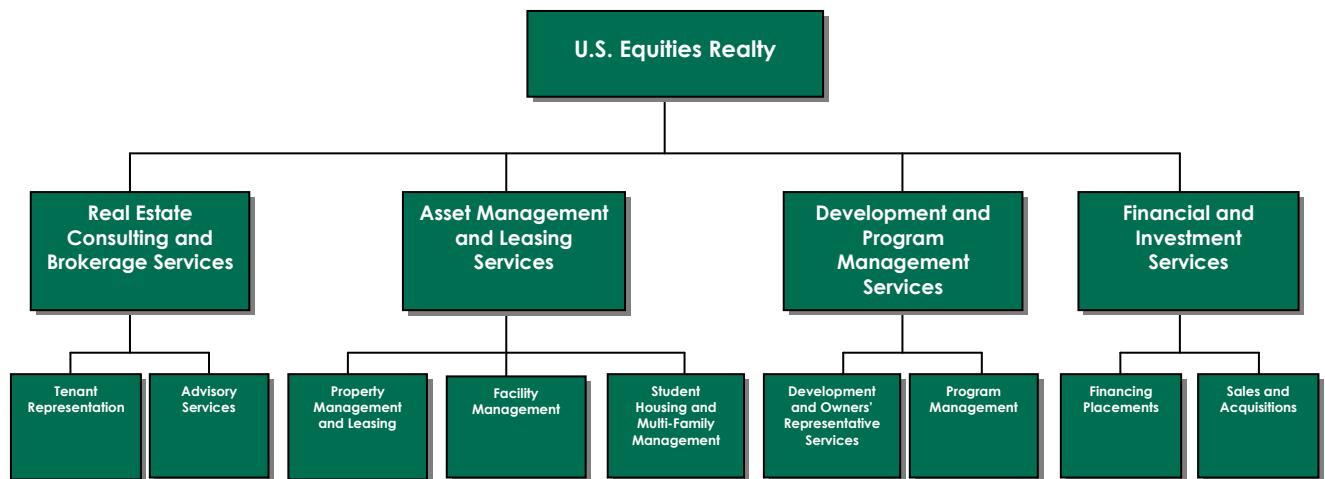 U.S. Equities Realty
Real Estate
Consulting and
Brokerage Services
Asset Management
and Leasing
Services
Development and
Program
Management
Services
Financial and
Investment
Services
Tenant
Representation
Advisory
Services
Property
Management
and Leasing
Facility
Management
Student
Housing and
Multi-Family
Management
Development
and Owners'
Representative
Services
Program
Management
Financing
Placements
Sales and
Acquisitions